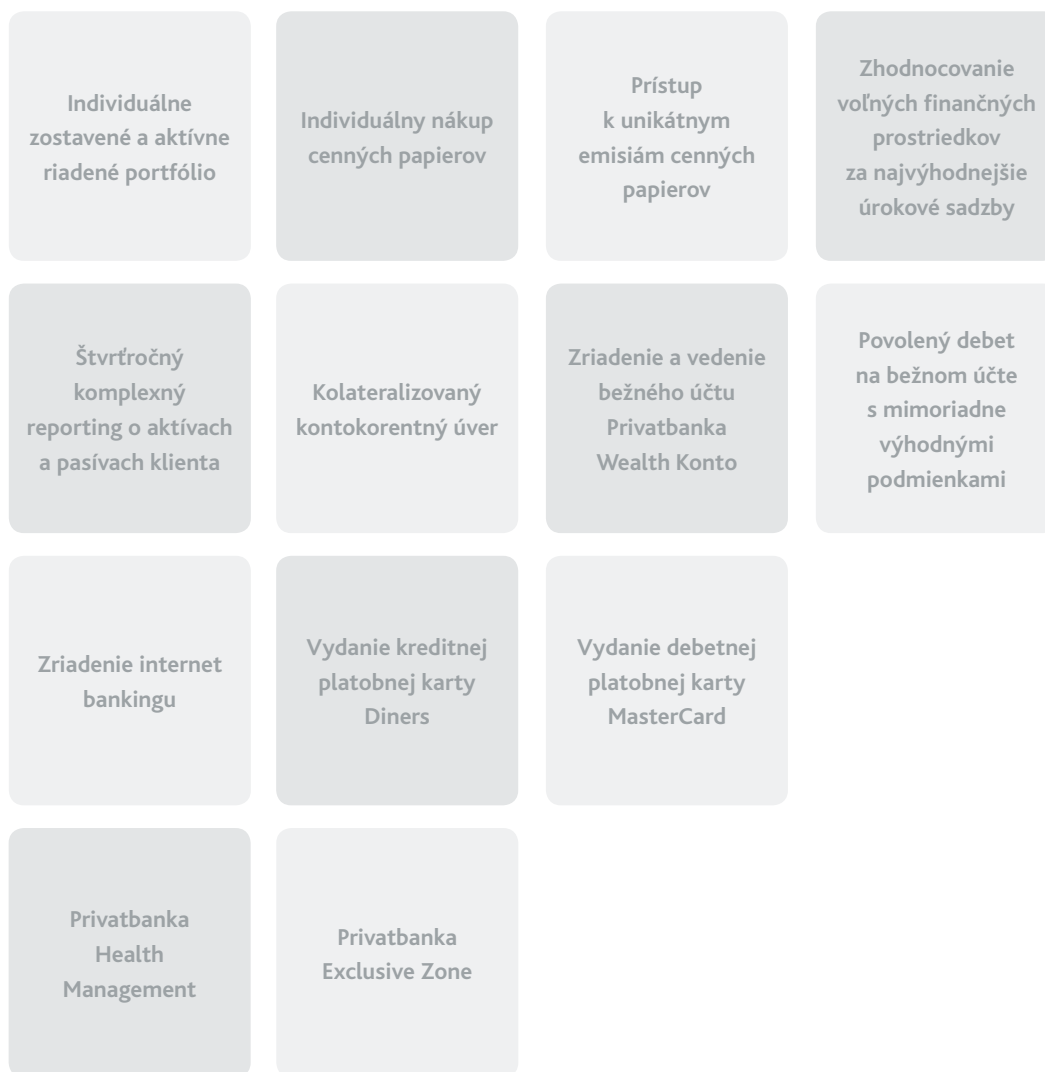 Individuálne
zostavené a aktívne
riadené portfólio
Individuálny nákup
cenných papierov
Prístup
k unikátnym
emisiám cenných
papierov
Zhodnocovanie
voľných finančných
prostriedkov
za najvýhodnejšie
úrokové sadzby
Štvrťročný
komplexný
reporting o aktívach
a pasívach klienta
Kolateralizovaný
kontokorentný úver
Zriadenie a vedenie
bežného účtu
Privatbanka
Wealth Konto
Povolený debet
na bežnom účte
s mimoriadne
výhodnými
podmienkami
Zriadenie internet
bankingu
Vydanie kreditnej
platobnej karty
Diners
Vydanie debetnej
platobnej karty
MasterCard
Privatbanka
Health
Management
Privatbanka
Exclusive Zone